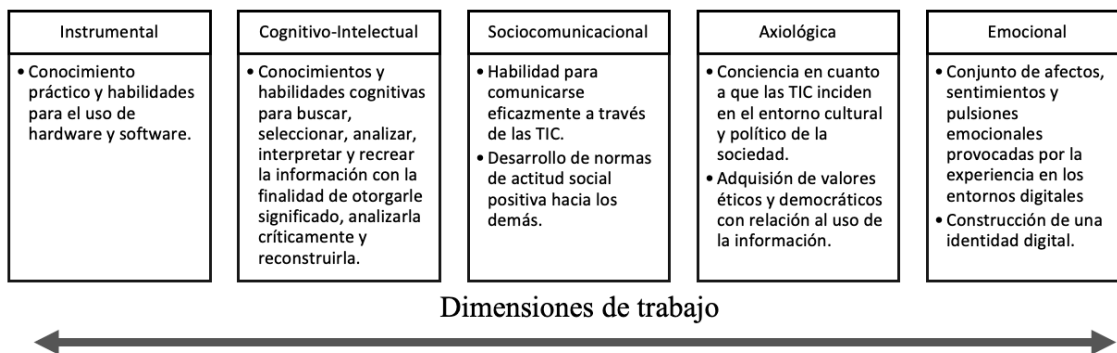 Instrumental
• Conocimiento
práctico y habilidades
para el uso de
hardware y software.
Cognitivo-Intelectual
• Conocimientos y
habilidades cognitivas
para buscar,
seleccionar, analizar,
interpretar y recrear
la información con la
finalidad de otorgarle
significado, analizarla
críticamente y
reconstruirla.
Sociocomunicacional
• Habilidad para
comunicarse
eficazmente a través
de las TIC.
• Desarrollo de normas
de actitud social
positiva hacia los
demás.
Axiológica
• Conciencia en cuanto
a que las TIC inciden
en el entorno cultural
y político de la
sociedad.
• Adquisión de valores
éticos y democráticos
con relación al uso de
la información.
Emocional
• Conjunto de afectos,
sentimientos y
pulsiones
emocionales
provocadas por la
experiencia en los
entornos digitales
• Construcción de una
identidad digital.
Dimensiones de trabajo